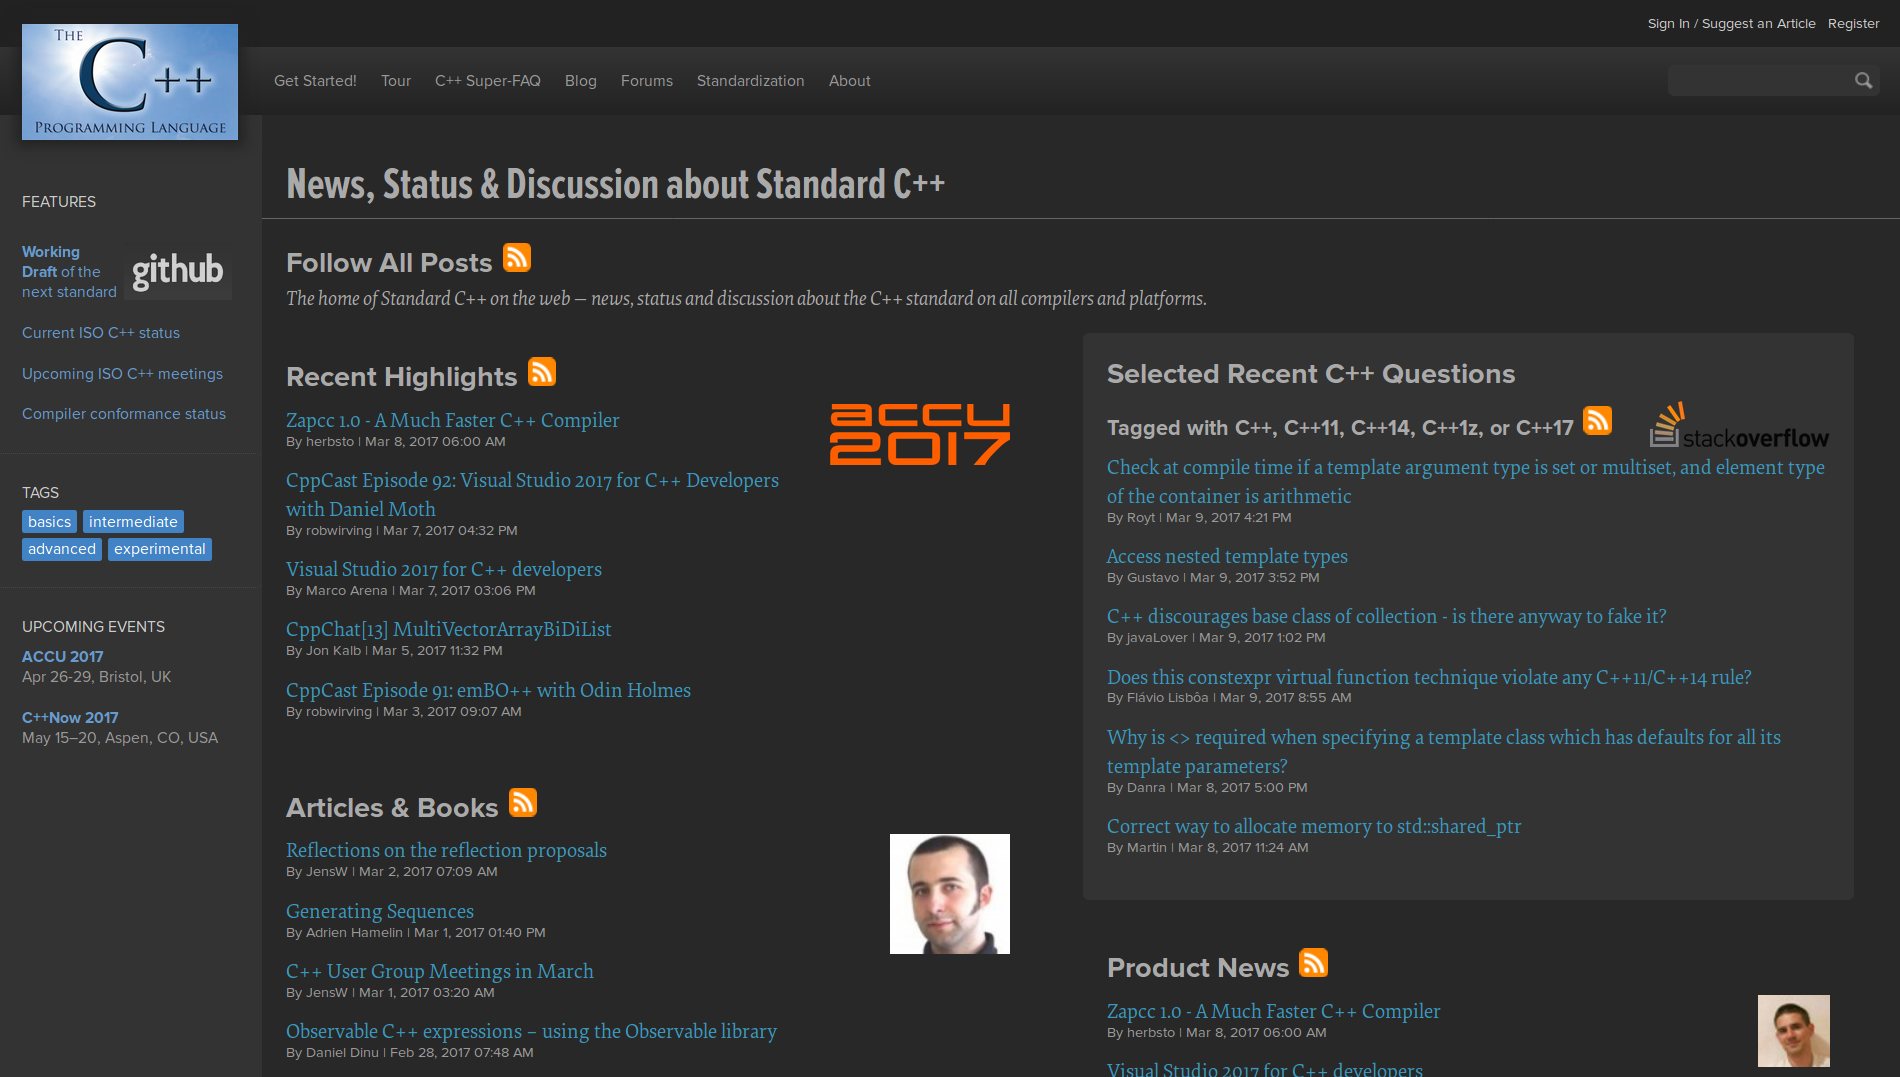 Sign In / Suggest an Article Register
THE
C++
PROGRAMMING LANGUAGE
Get Started! Tour C++ Super-FAQ Blog Forums Standardization About
FEATURES
Working
Draft of the
next standard
github
Current ISO C++ status
Upcoming ISO C++ meetings
Compiler conformance status
TAGS
basics intermediate
advanced experimental
UPCOMING EVENTS
ACCU 2017
Apr 26-29, Bristol, UK
C++Now 2017
May 15–20, Aspen, CO, USA
News, Status & Discussion about Standard C++
Follow All Posts
The home of Standard C++ on the web — news, status and discussion about the C++ standard on all compilers and platforms.
Recent Highlights
accu
2017
Zapcc 1.0 - A Much Faster C++ Compiler
By herbsto | Mar 8, 2017 06:00 AM
CppCast Episode 92: Visual Studio 2017 for C++ Developers
with Daniel Moth
By robwirving | Mar 7, 2017 04:32 PM
Visual Studio 2017 for C++ developers
By Marco Arena | Mar 7, 2017 03:06 PM
CppChat[13] MultiVectorArrayBiDiList
By Jon Kalb | Mar 5, 2017 11:32 PM
CppCast Episode 91: emBO++ with Odin Holmes
By robwirving | Mar 3, 2017 09:07 AM
Articles & Books
Reflections on the reflection proposals
By JensW | Mar 2, 2017 07:09 AM
Generating Sequences
By Adrien Hamelin | Mar 1, 2017 01:40 PM
C++ User Group Meetings in March
By JensW | Mar 1, 2017 03:20 AM
Observable C++ expressions – using the Observable library
By Daniel Dinu | Feb 28, 2017 07:48 AM
Selected Recent C++ Questions
Tagged with C++, C++11, C++14, C++1z, or C++17
stackoverflow
Check at compile time if a template argument type is set or multiset, and element type
of the container is arithmetic
By Royt | Mar 9, 2017 4:21 PM
Access nested template types
By Gustavo | Mar 9, 2017 3:52 PM
C++ discourages base class of collection - is there anyway to fake it?
By javaLover | Mar 9, 2017 1:02 PM
Does this constexpr virtual function technique violate any C++11/C++14 rule?
By Flávio Lisbôa | Mar 9, 2017 8:55 AM
Why is <> required when specifying a template class which has defaults for all its
template parameters?
By Danra | Mar 8, 2017 5:00 PM
Correct way to allocate memory to std::shared_ptr
By Martin | Mar 8, 2017 11:24 AM
Product News
Zapcc 1.0 - A Much Faster C++ Compiler
By herbsto | Mar 8, 2017 06:00 AM
Visual Studio 2017 for C++ developers